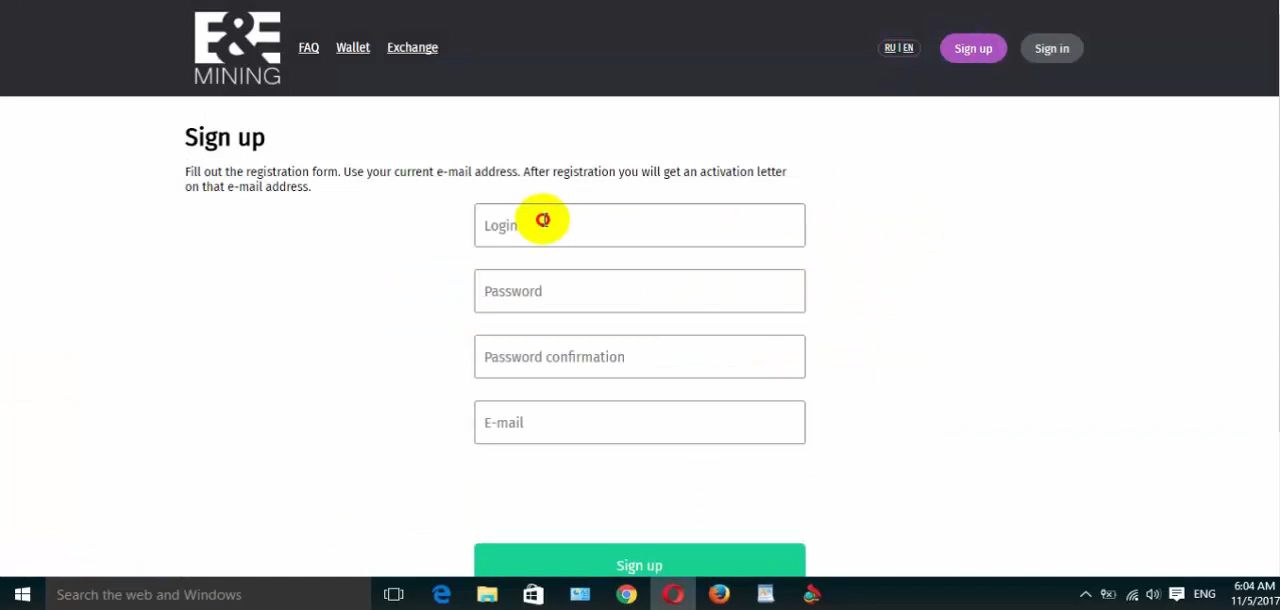 E&E
MINING
FAQ Wallet Exchange
RU | EN Sign up Sign in
Sign up
Fill out the registration form. Use your current e-mail address. After registration you will get an activation letter
on that e-mail address.
Login
Password
Password confirmation
E-mail
Sign up
Search the web and Windows
ENG
6:04 AM
11/5/2017